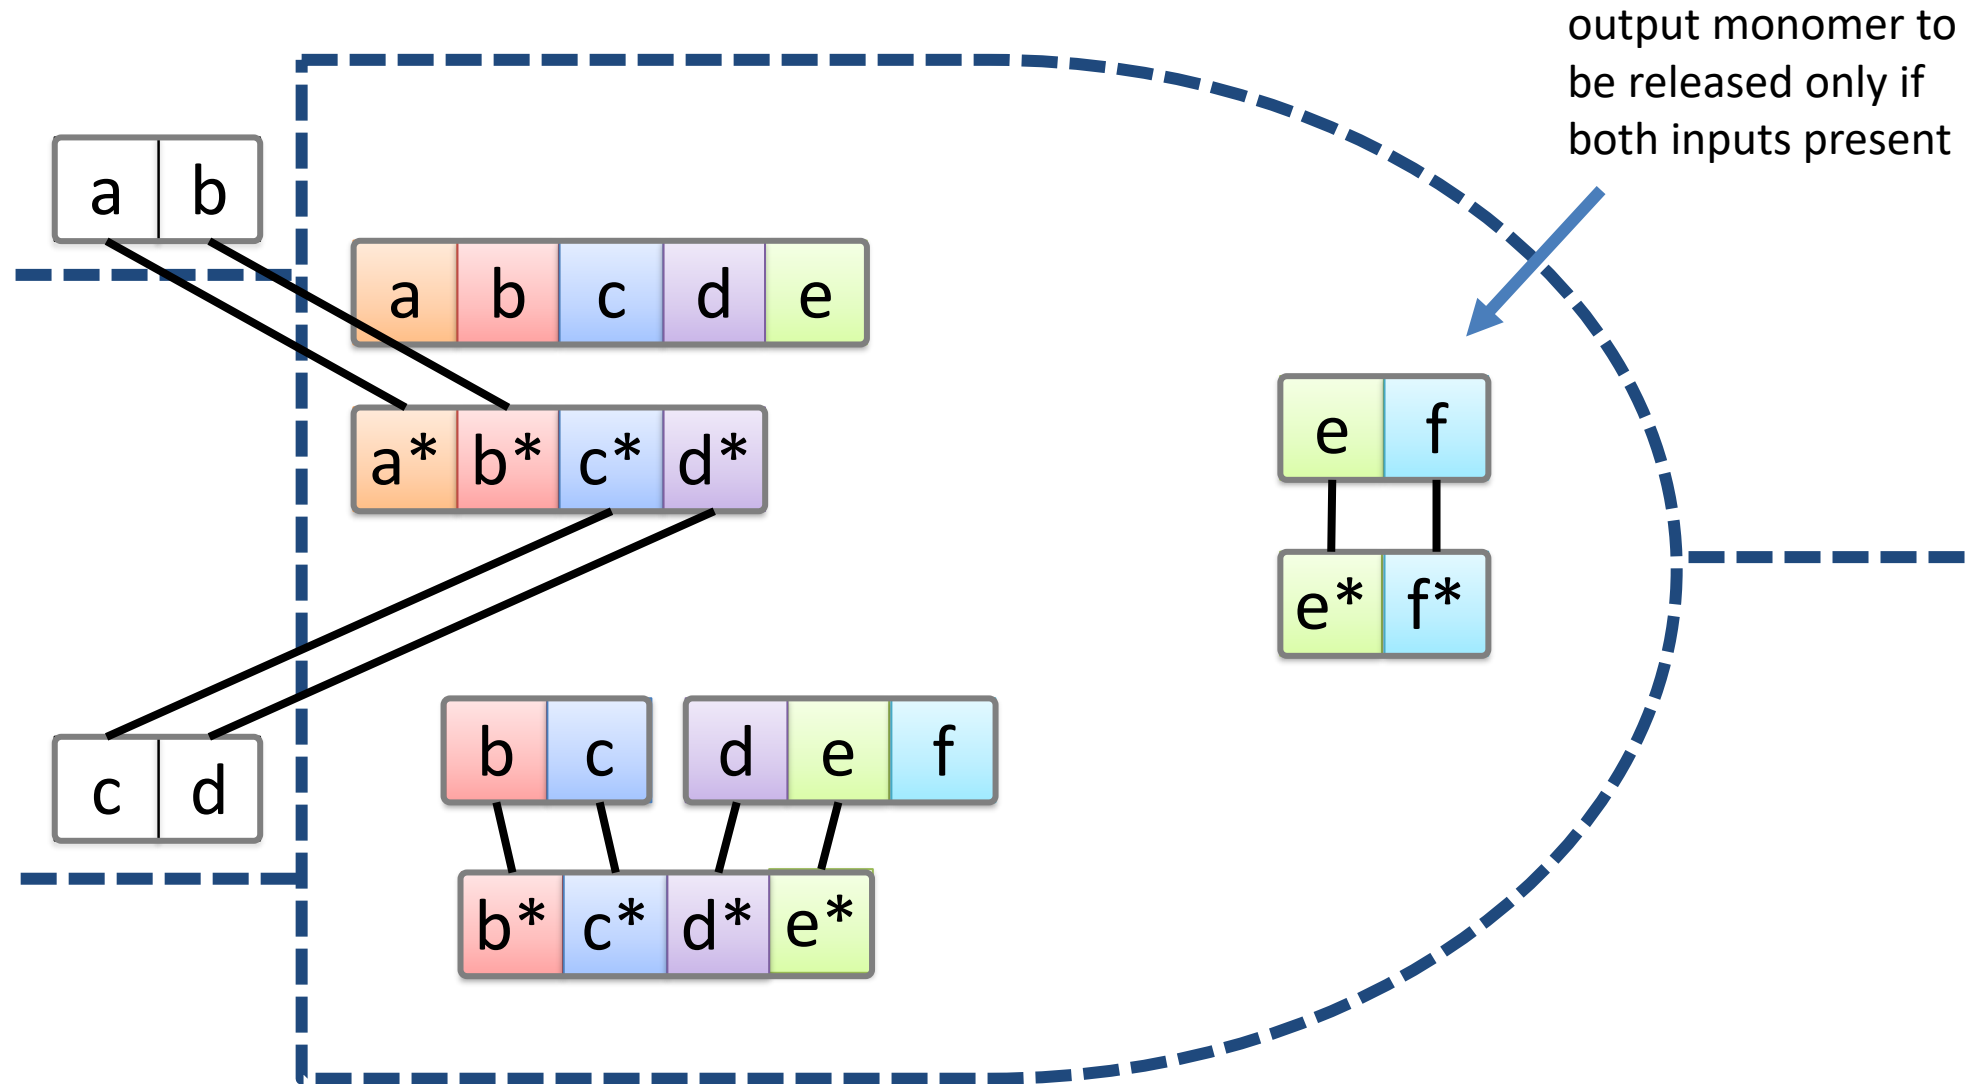 output monomer to
be released only if
both inputs present
a b
a b c d e
a* b* c* d*
e f
e* f*
c d
b c
d e f
b* c* d* e*